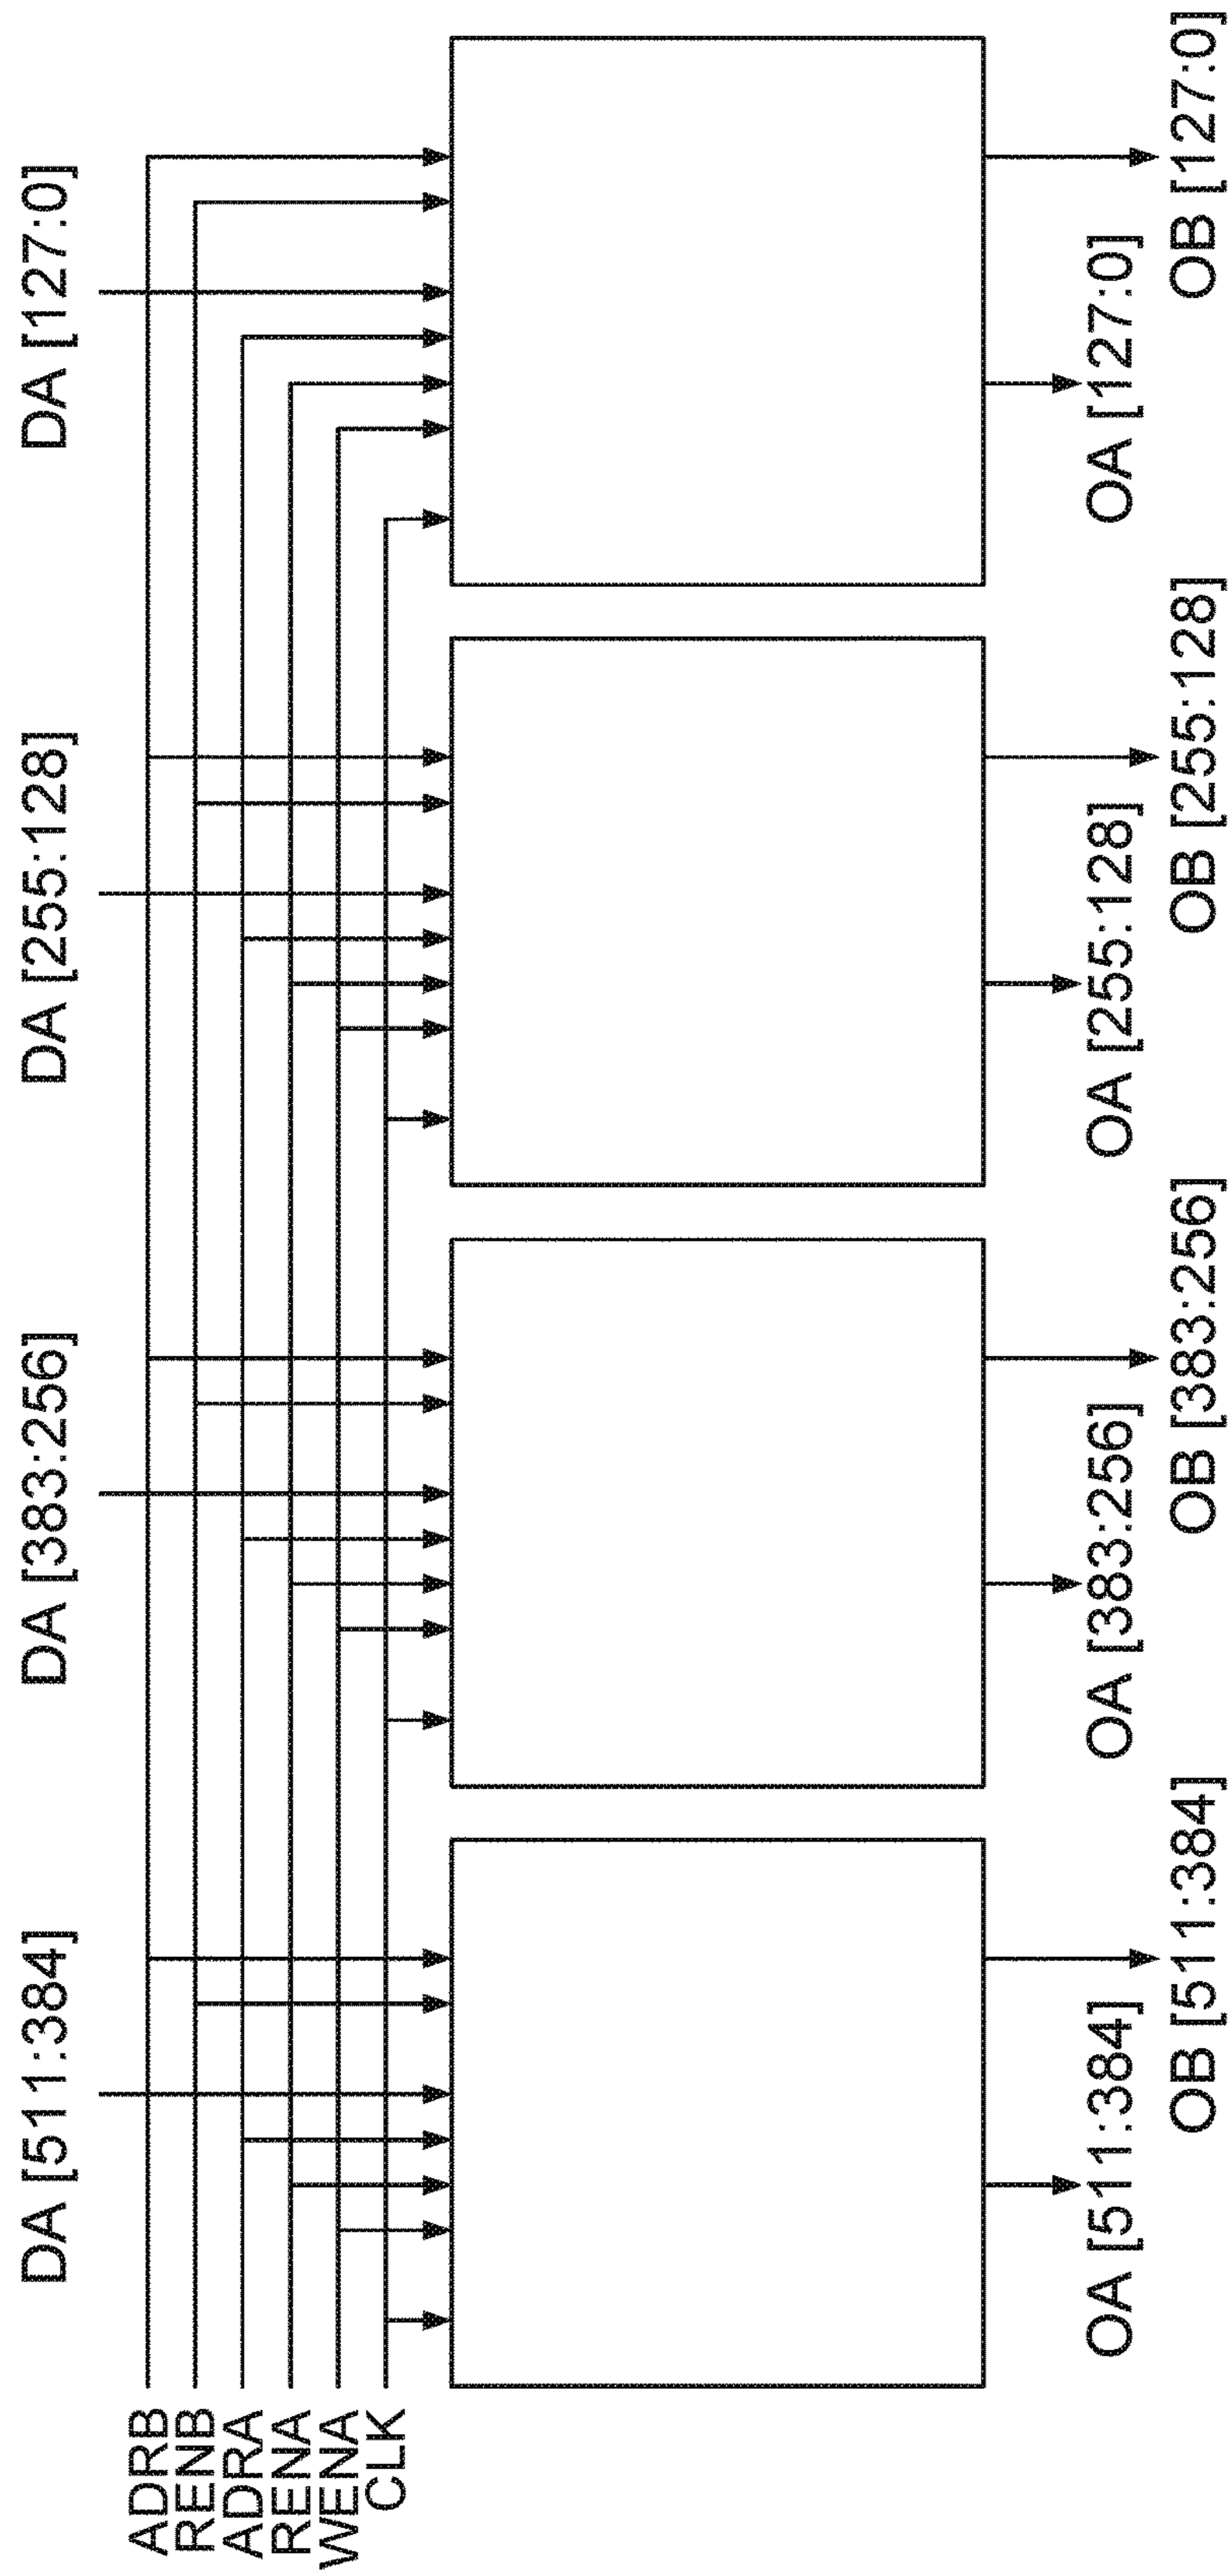 DA [511:384]
DA [383:256]
DA [255:128]
DA [127:0]
ADRB
RENB
ADRA
RENA
WENA
CLK
OA [511:384]
OA [383:256]
OA [255:128]
OA [127:0]
OB [511:384]
OB [383:256]
OB [255:128]
OB [127:0]